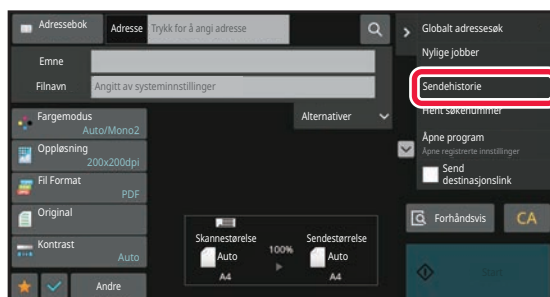 Adressebok
Adresse
Trykk for å angi adresse
Emne
Filnavn
Angitt av systeminnstillinger
Fargemodus
Auto/Mono2
Oppløsning
200x200dpi
Fil Format
PDF
Original
Kontrast
Auto
Andre
Alternativer
Skannestørelse
Auto
A4
100%
Sendestørrelse
Auto
A4
Globalt adressesøk
Nylige jobber
Sendehistorie
Hent søkenummer
Åpne program
Åpne registrerte innstillinger
Send
destinasjonslink
Forhåndsvis
CA
Start